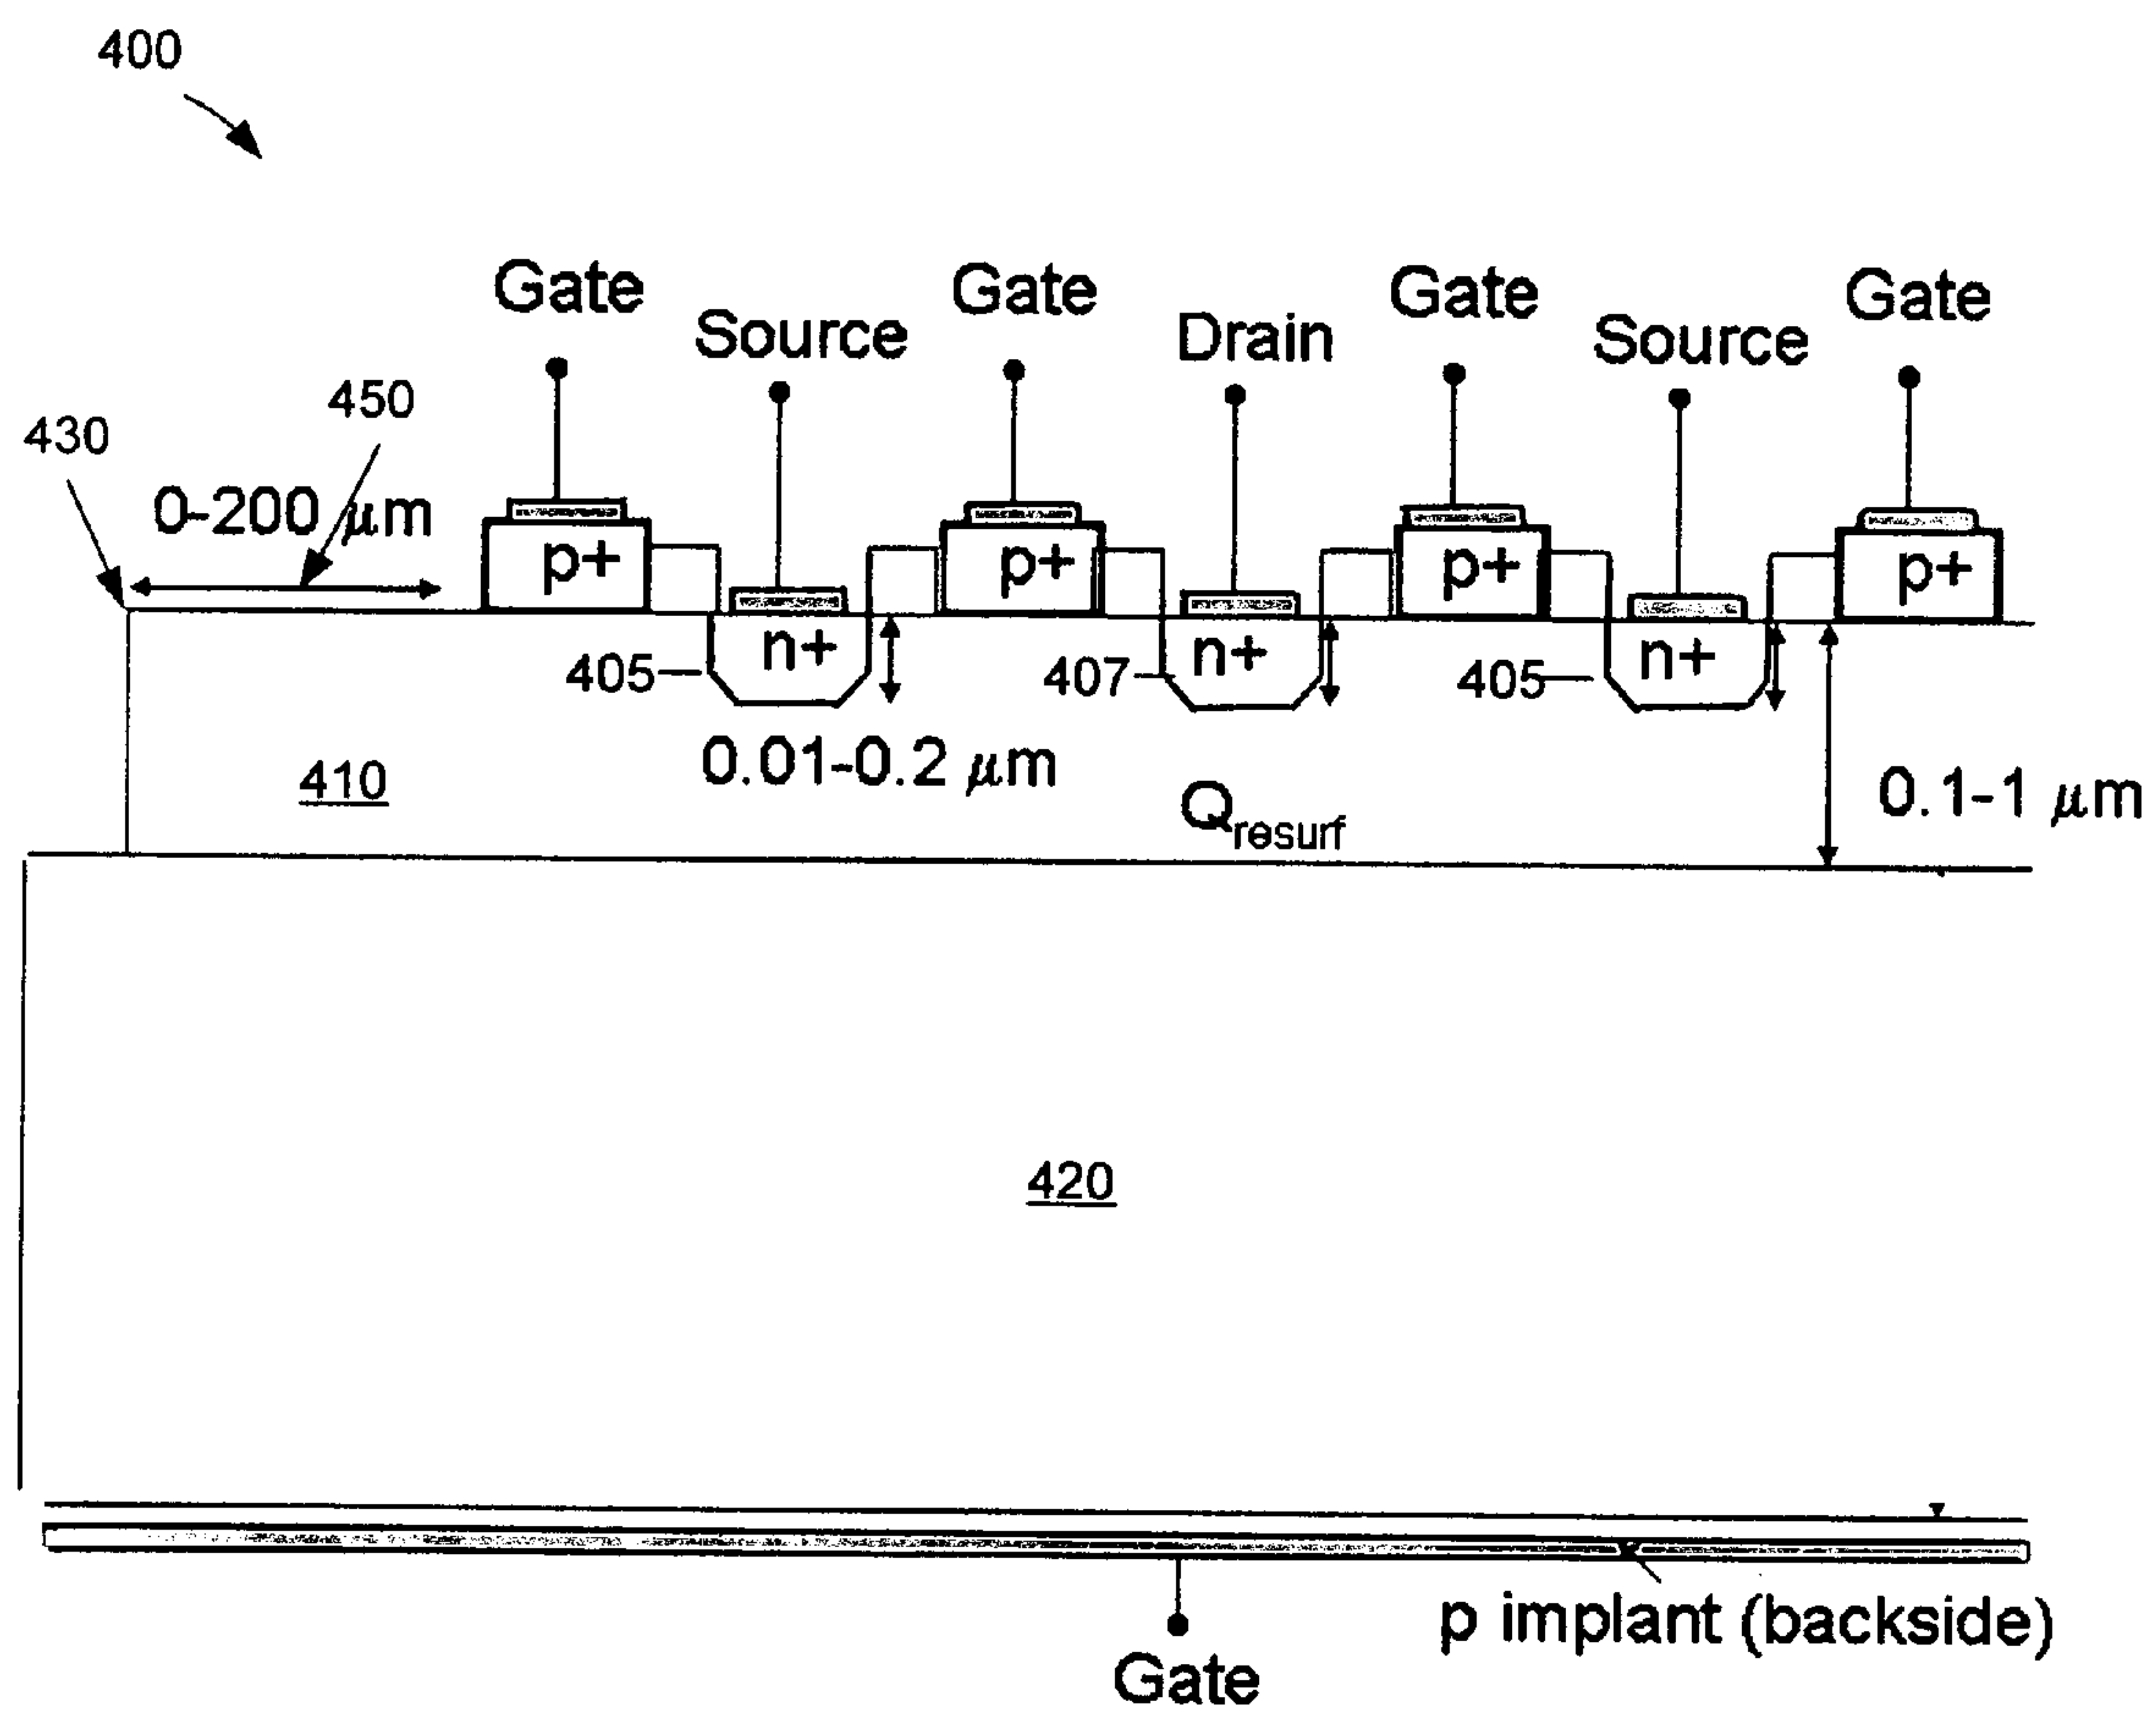 400
Gate
Gate
Gate
Gate
Source
Drain
Source
450
430
0-200 μm
p+
p+
p+
p+
n+
n+
n+
405
407
405
0.01-0.2 μm
410
Qresurf
0.1-1 μm
420
p implant (backside)
Gate